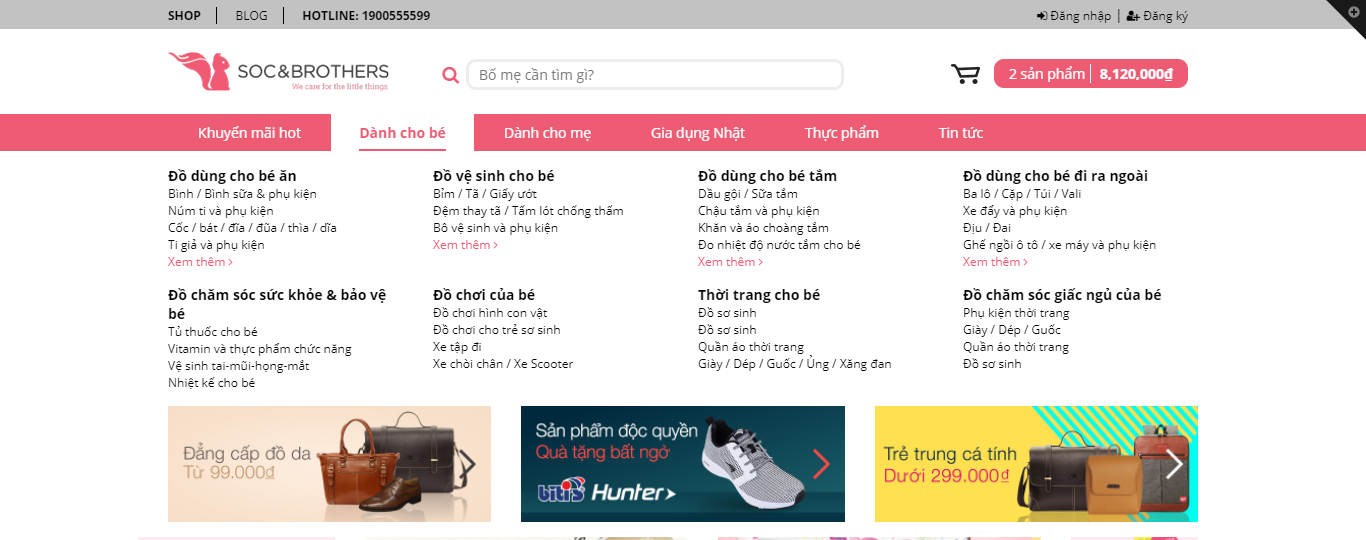 SHOP
BLOG
HOTLINE: 1900555599
Đăng nhập | Đăng ký
SOC&BROTHERS
We care for the little things.
Bố mẹ cần tìm gì?
2 sản phẩm | 8,120,000₫
Khuyến mãi hot
Dành cho bé
Dành cho mẹ
Gia dụng Nhật
Thực phẩm
Tin tức
Đồ dùng cho bé ăn
Bình / Bình sữa & phụ kiện
Núm ti và phụ kiện
Cốc / bát / đĩa / đũa / thìa / dĩa
Ti giả và phụ kiện
Xem thêm
Đồ vệ sinh cho bé
Bỉm / Tã / Giấy ướt
Đệm thay tã / Tấm lót chống thấm
Bô vệ sinh và phụ kiện
Xem thêm
Đồ dùng cho bé tắm
Dầu gội / Sữa tắm
Chậu tắm và phụ kiện
Khăn và áo choàng tắm
Đo nhiệt độ nước tắm cho bé
Xem thêm
Đồ dùng cho bé đi ra ngoài
Ba lô / Cặp / Túi / Vali
Xe đẩy và phụ kiện
Địu / Đai
Ghế ngồi ô tô / xe máy và phụ kiện
Xem thêm
Đồ chăm sóc sức khỏe & bảo vệ
bé
Tủ thuốc cho bé
Vitamin và thực phẩm chức năng
Vệ sinh tai-mũi-họng-mắt
Nhiệt kế cho bé
Đồ chơi của bé
Đồ chơi hình con vật
Đồ chơi cho trẻ sơ sinh
Xe tập đi
Xe chòi chân / Xe Scooter
Thời trang cho bé
Đồ sơ sinh
Đồ sơ sinh
Quần áo thời trang
Giày / Dép / Guốc / Ủng / Xăng đan
Đồ chăm sóc giấc ngủ của bé
Phụ kiện thời trang
Giày / Dép / Guốc
Quần áo thời trang
Đồ sơ sinh
Đẳng cấp đồ da
Từ 99.000₫
Sản phẩm độc quyền
Quà tặng bất ngờ
biti's Hunter
Trẻ trung cá tính
Dưới 299.000₫